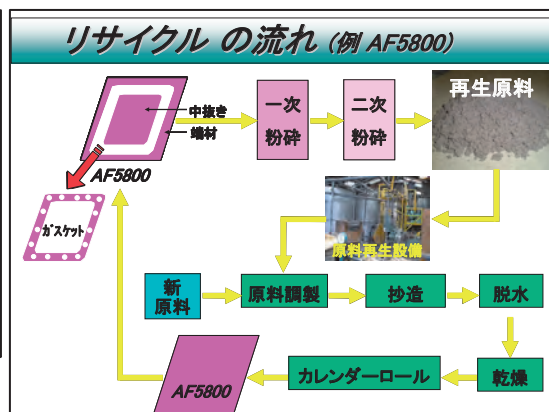 リサイクル の流れ (例 AF5800)
中抜き
端材
AF5800
ガスケット
一次
粉砕
二次
粉砕
再生原料
原料再生設備
新
原料
原料調製
抄造
脱水
乾燥
カレンダーロール
AF5800